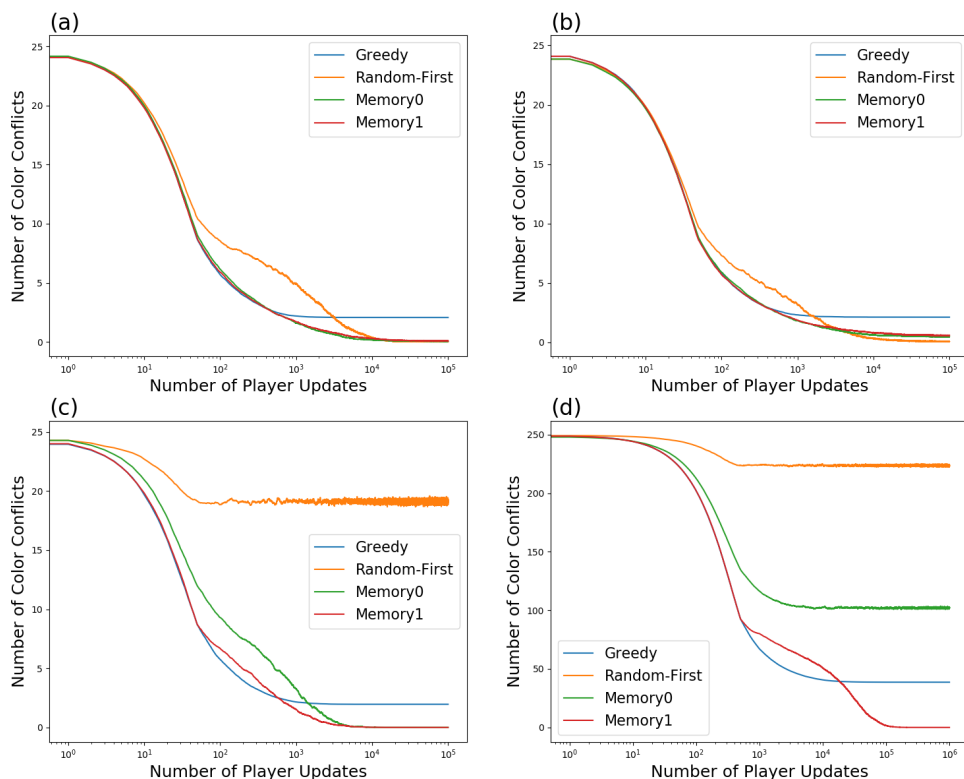 (a)
Number of Color Conflicts
25
20
15
10
5
0
Greedy
Random-First
Memory0
Memory1
10^0
10^1
10^2
10^3
10^4
10^5
Number of Player Updates
(b)
Number of Color Conflicts
25
20
15
10
5
0
Greedy
Random-First
Memory0
Memory1
10^0
10^1
10^2
10^3
10^4
10^5
Number of Player Updates
(c)
Number of Color Conflicts
25
20
15
10
5
0
Greedy
Random-First
Memory0
Memory1
10^0
10^1
10^2
10^3
10^4
10^5
Number of Player Updates
(d)
Number of Color Conflicts
250
200
150
100
50
0
Greedy
Random-First
Memory0
Memory1
10^0
10^1
10^2
10^3
10^4
10^5
10^6
Number of Player Updates